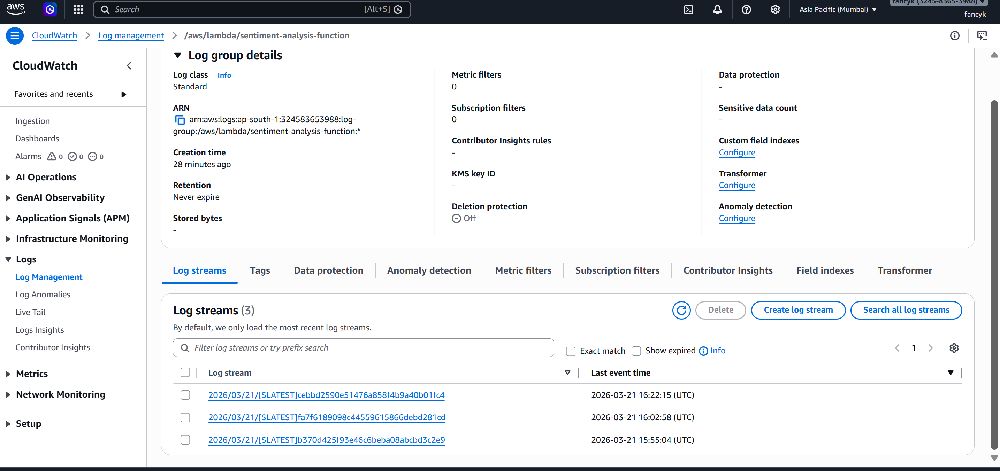 aws
Search
[Alt+S]
Asia Pacific (Mumbai)
fancyk (3245-8365-3988)
fancyk
CloudWatch
Log management
/aws/lambda/sentiment-analysis-function
CloudWatch
Favorites and recents
Ingestion
Dashboards
Alarms 0 0 0
AI Operations
GenAI Observability
Application Signals (APM)
Infrastructure Monitoring
Logs
Log Management
Log Anomalies
Live Tail
Logs Insights
Contributor Insights
Metrics
Network Monitoring
Setup
Log group details
Log class Info
Standard
ARN
arn:aws:logs:ap-south-1:324583653988:log-
group:/aws/lambda/sentiment-analysis-function:*
Creation time
28 minutes ago
Retention
Never expire
Stored bytes
-
Metric filters
0
Subscription filters
0
Contributor Insights rules
-
KMS key ID
-
Deletion protection
Off
Data protection
-
Sensitive data count
-
Custom field indexes
Configure
Transformer
Configure
Anomaly detection
Configure
Log streams Tags Data protection Anomaly detection Metric filters Subscription filters Contributor Insights Field indexes Transformer
Log streams (3)
Delete
Create log stream
Search all log streams
By default, we only load the most recent log streams.
Filter log streams or try prefix search
Exact match Show expired Info
1
Log stream Last event time
2026/03/21/[$LATEST]cebbd2590e51476a858f4b9a40b01fc4 2026-03-21 16:22:15 (UTC)
2026/03/21/[$LATEST]fa7f6189098c44559615866debd281cd 2026-03-21 16:02:58 (UTC)
2026/03/21/[$LATEST]b370d425f93e46c6beba08abcbd3c2e9 2026-03-21 15:55:04 (UTC)